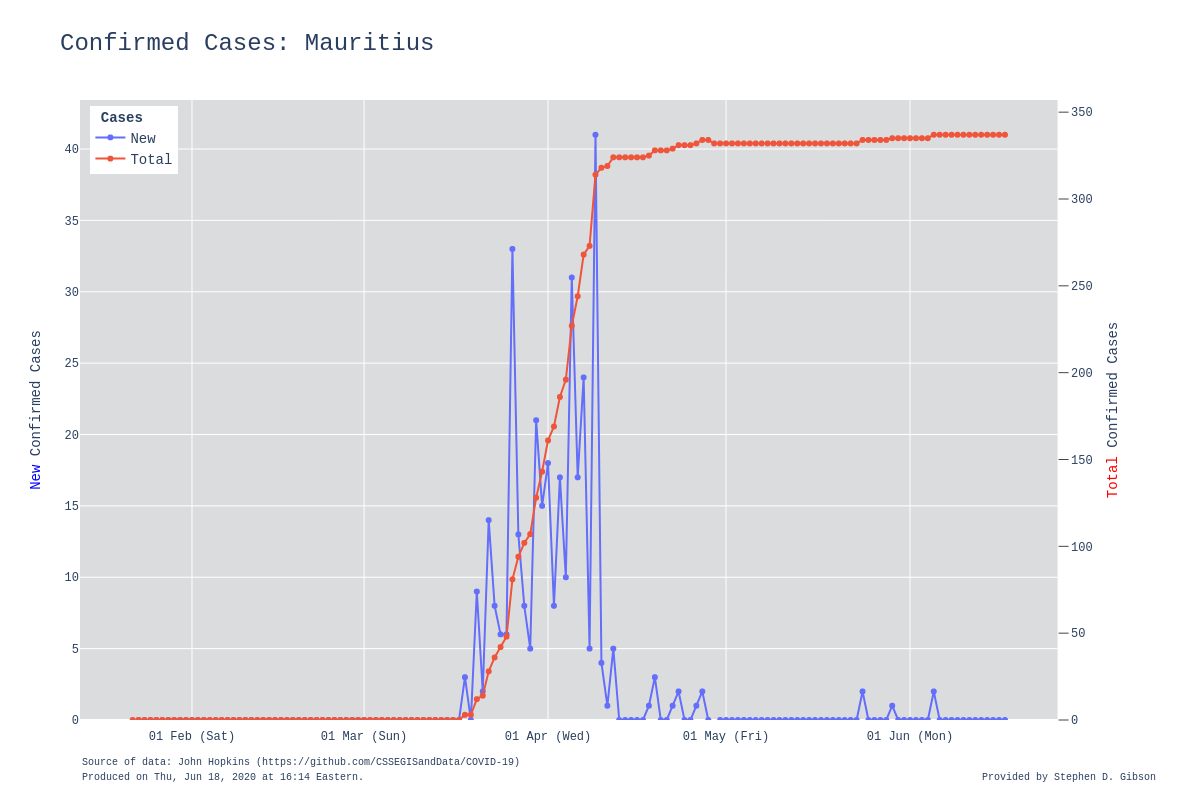 Confirmed Cases: Mauritius
Cases
New
Total
40
35
30
25
20
15
10
5
0
350
300
250
200
150
100
50
0
New Confirmed Cases
Total Confirmed Cases
01 Feb (Sat)
01 Mar (Sun)
01 Apr (Wed)
01 May (Fri)
01 Jun (Mon)
Source of data: John Hopkins (https://github.com/CSSEGISandData/COVID-19)
Produced on Thu, Jun 18, 2020 at 16:14 Eastern.
Provided by Stephen D. Gibson